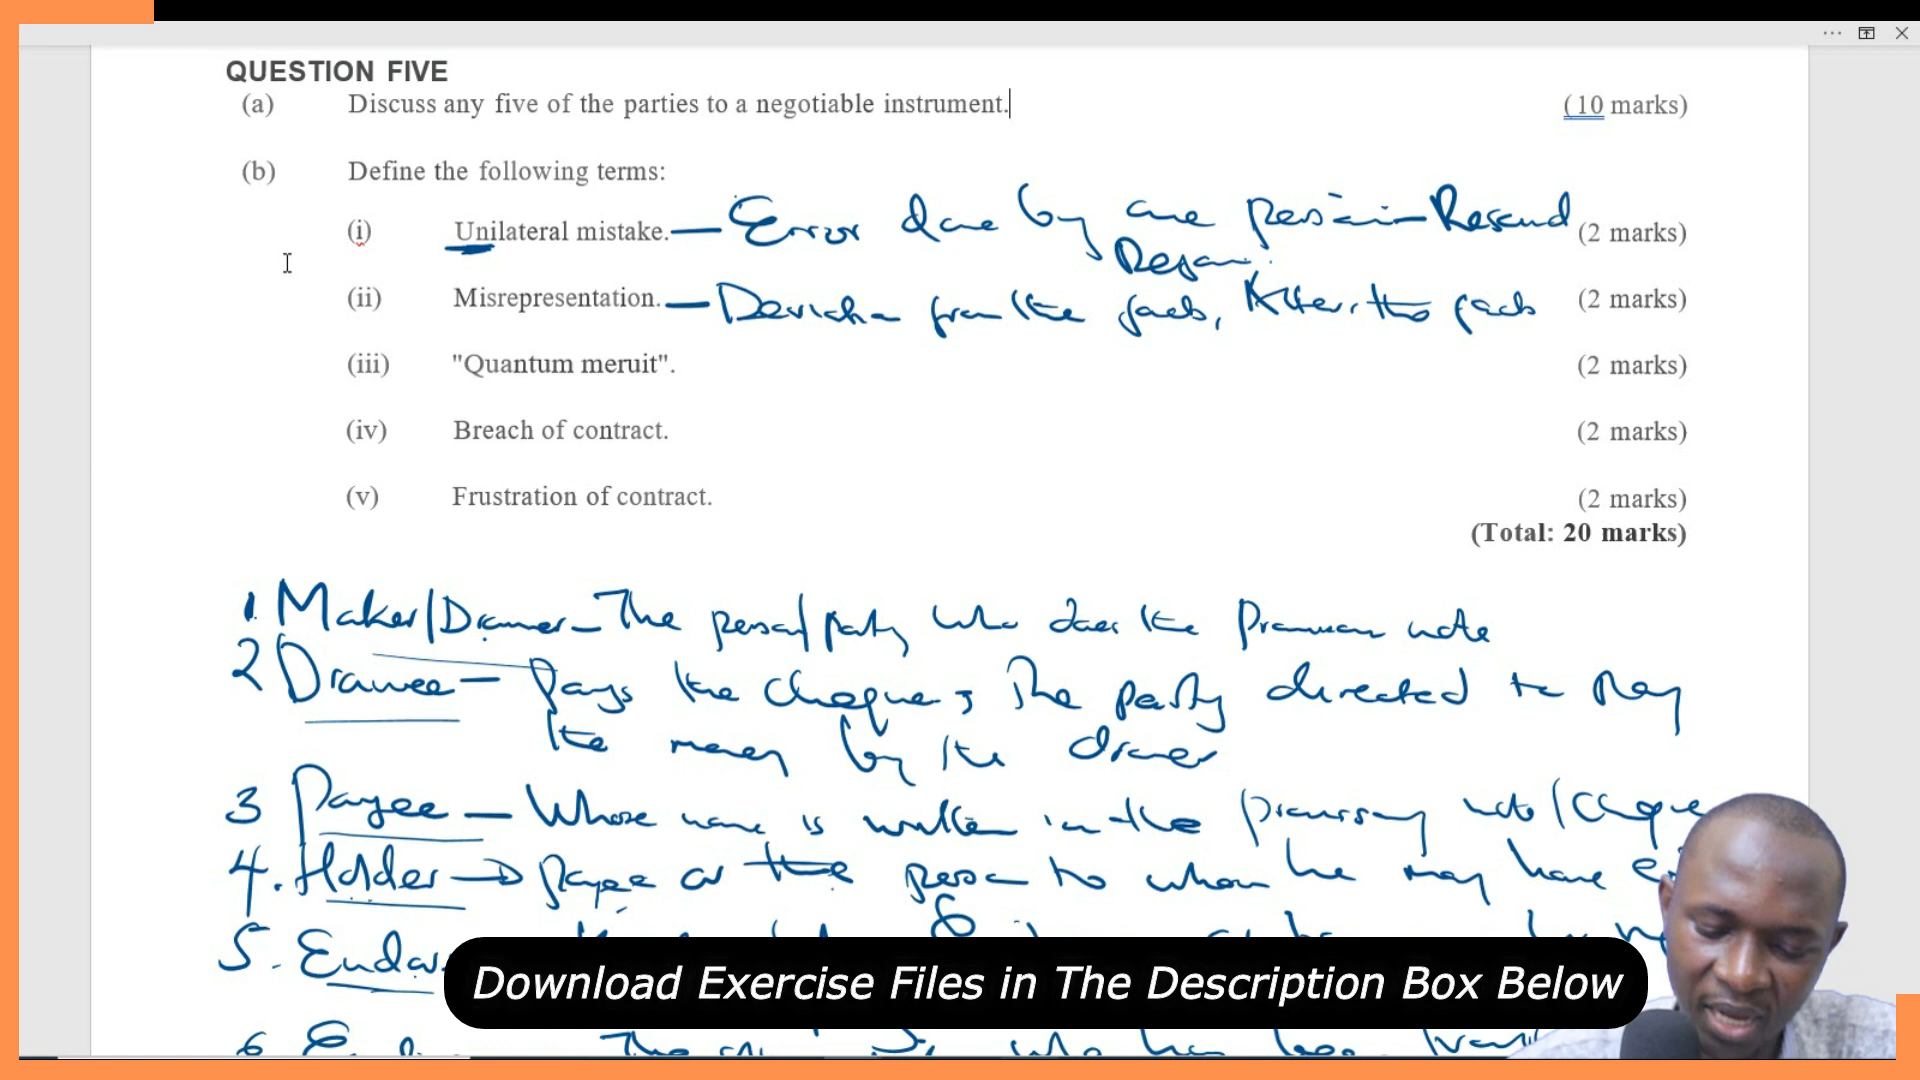 QUESTION FIVE
(a) Discuss any five of the parties to a negotiable instrument. (10 marks)
(b) Define the following terms:
(i) Unilateral mistake. — Error done by one person - Rescind (2 marks)
(ii) Misrepresentation. — Deviation from the facts, Alter the facts (2 marks)
(iii) "Quantum meruit". (2 marks)
(iv) Breach of contract. (2 marks)
(v) Frustration of contract. (2 marks)
(Total: 20 marks)
1. Maker/Drawer - The person/party who does the note
2 Drawee - Pays the cheque, The party directed to pay
the money by the drawer
3 Payee - Whose name is written in the promissory note/Cheque
4. Holder → payee or the person to whom he may have
5. Endor
Download Exercise Files in The Description Box Below
6